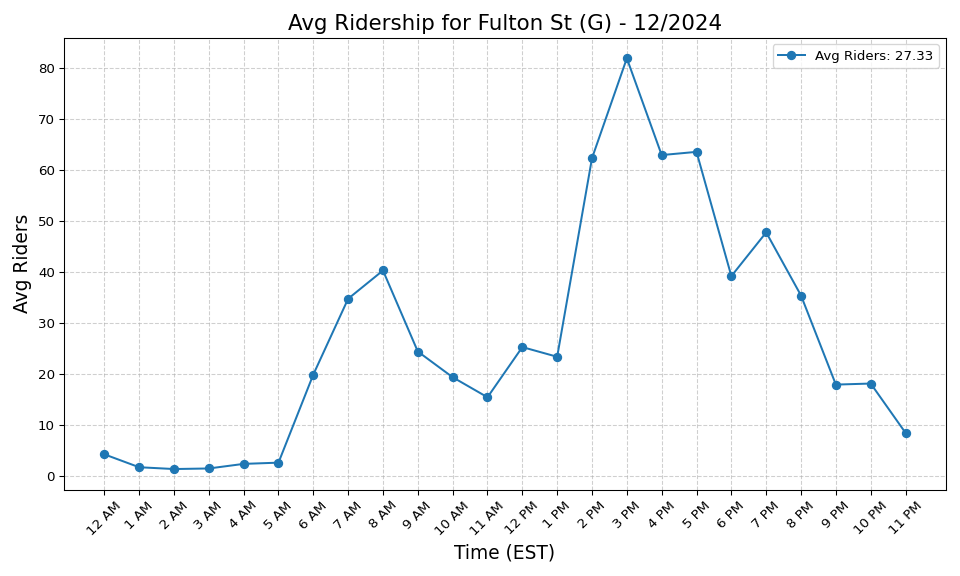 Avg Ridership for Fulton St (G) - 12/2024
Avg Riders: 27.33
80
70
60
50
40
30
20
10
0
Avg Riders
12 AM
1 AM
2 AM
3 AM
4 AM
5 AM
6 AM
7 AM
8 AM
9 AM
10 AM
11 AM
12 PM
1 PM
2 PM
3 PM
4 PM
5 PM
6 PM
7 PM
8 PM
9 PM
10 PM
11 PM
Time (EST)